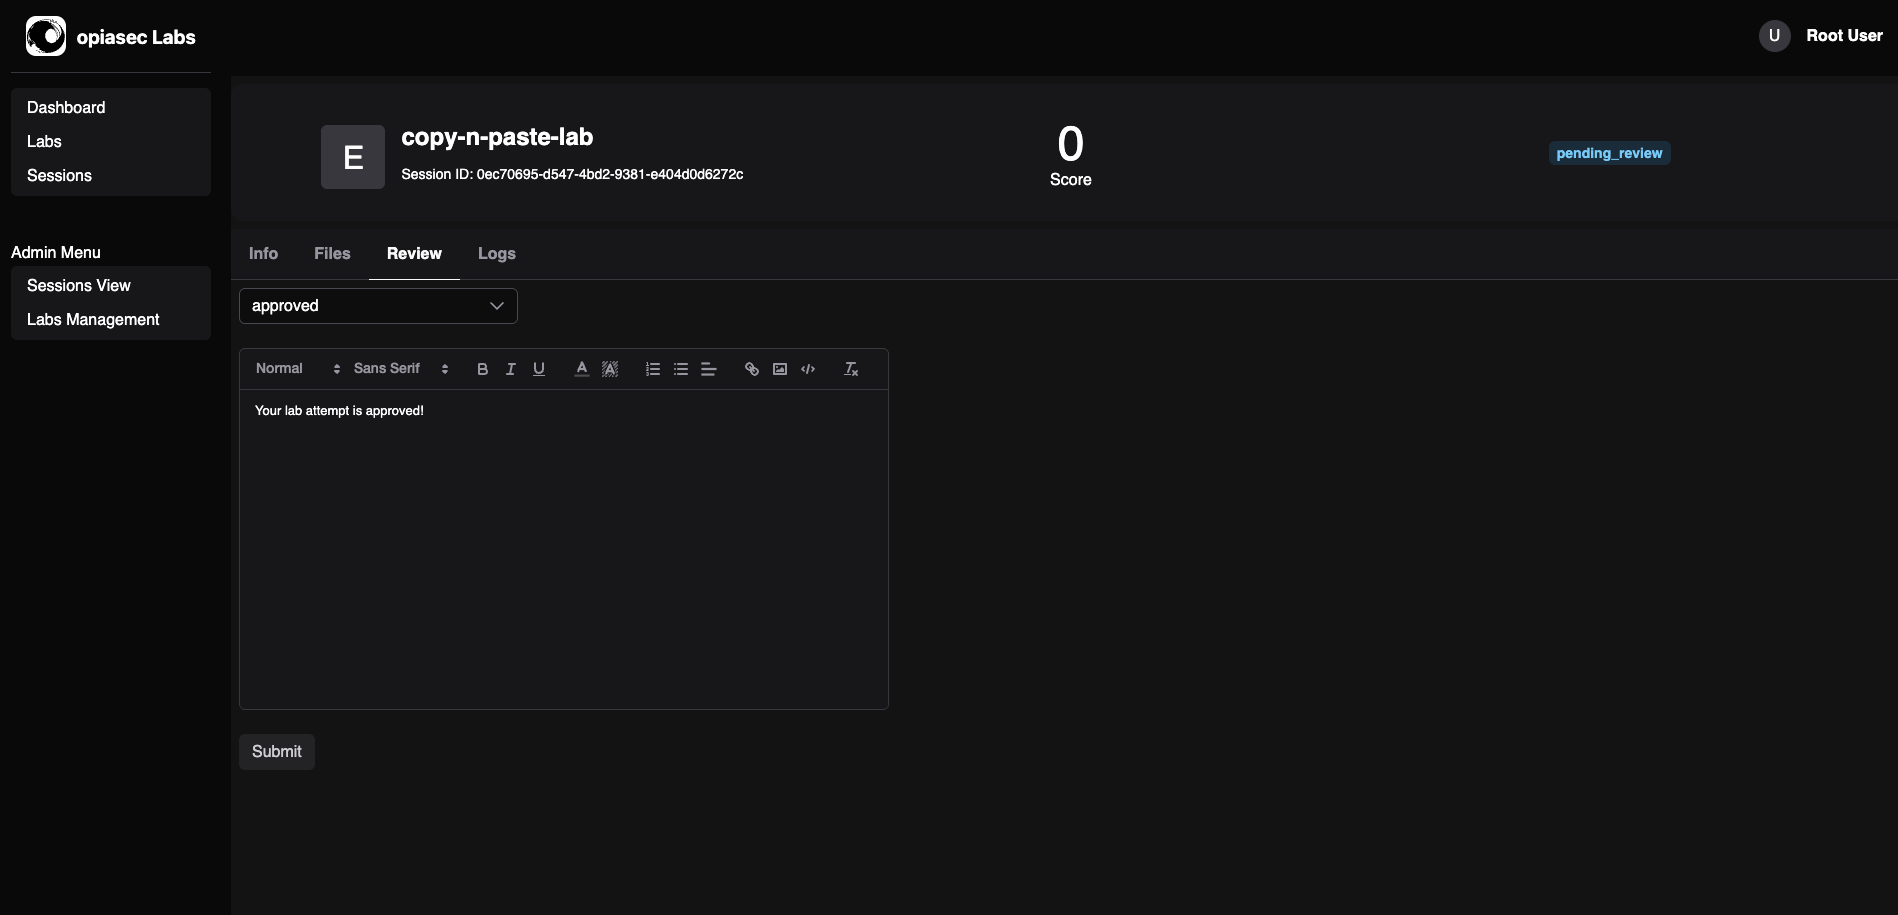 opiasec Labs
U
Root User
Dashboard
Labs
Sessions
Admin Menu
Sessions View
Labs Management
E
copy-n-paste-lab
Session ID: 0ec70695-d547-4bd2-9381-e404d0d6272c
0
Score
pending_review
Info
Files
Review
Logs
approved
Normal
Sans Serif
Your lab attempt is approved!
Submit